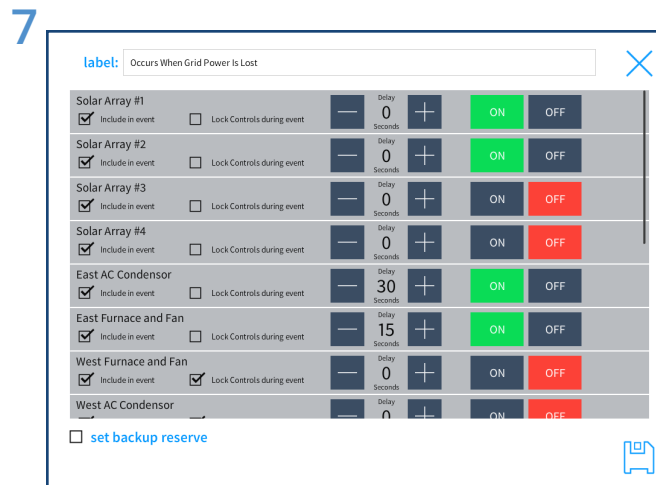 7
label: Occurs When Grid Power Is Lost
Solar Array #1
Include in event Lock Controls during event
Delay
0
Seconds
ON OFF
Solar Array #2
Include in event Lock Controls during event
Delay
0
Seconds
ON OFF
Solar Array #3
Include in event Lock Controls during event
Delay
0
Seconds
ON OFF
Solar Array #4
Include in event Lock Controls during event
Delay
0
Seconds
ON OFF
East AC Condensor
Include in event Lock Controls during event
Delay
30
Seconds
ON OFF
East Furnace and Fan
Include in event Lock Controls during event
Delay
15
Seconds
ON OFF
West Furnace and Fan
Include in event Lock Controls during event
Delay
0
Seconds
ON OFF
West AC Condensor
Delay
0
ON OFF
set backup reserve